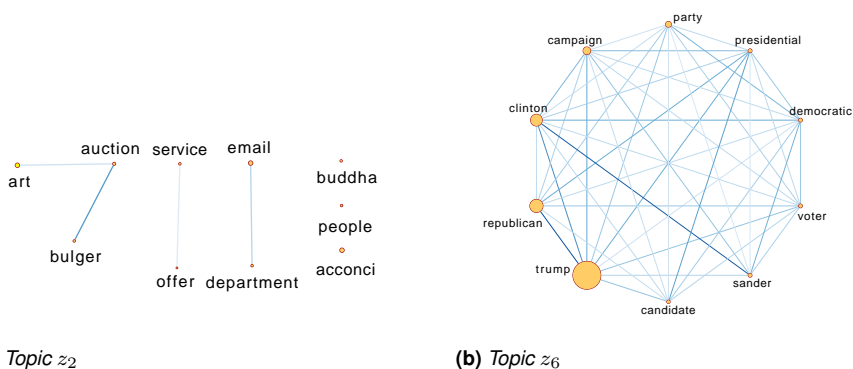 art
auction
bulger
service
offer
email
department
buddha
people
acconci
Topic z2
party
presidential
campaign
democratic
clinton
voter
republican
sander
trump
candidate
(b) Topic z6